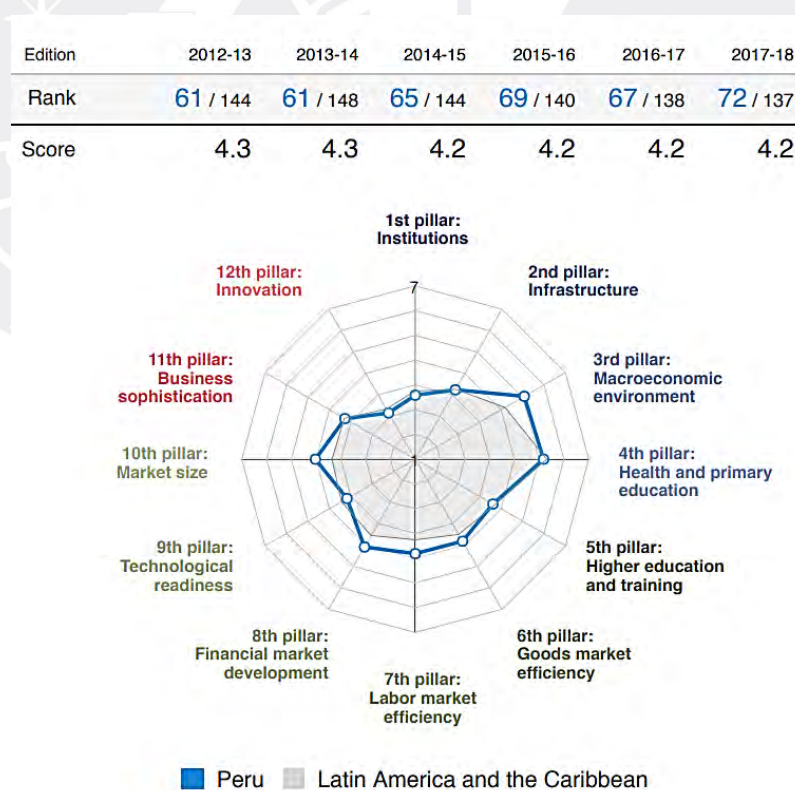 Edition 2012-13 2013-14 2014-15 2015-16 2016-17 2017-18
Rank 61 / 144 61 / 148 65 / 144 69 / 140 67 / 138 72 / 137
Score 4.3 4.3 4.2 4.2 4.2 4.2
1st pillar:
Institutions
12th pillar:
Innovation
2nd pillar:
Infrastructure
7
11th pillar:
Business
sophistication
3rd pillar:
Macroeconomic
environment
10th pillar:
Market size
1
4th pillar:
Health and primary
education
9th pillar:
Technological
readiness
5th pillar:
Higher education
and training
8th pillar:
Financial market
development
6th pillar:
Goods market
efficiency
7th pillar:
Labor market
efficiency
Peru Latin America and the Caribbean